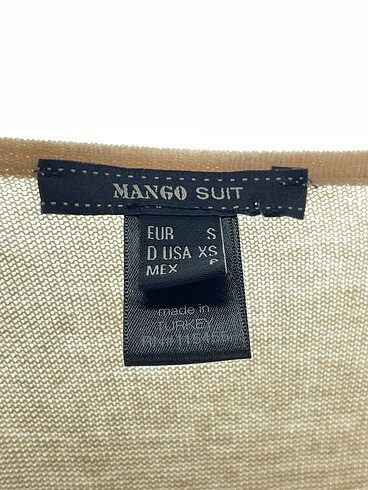 MANGO SUIT
EUR S
D USA XS
MEX
made in
TURKEY